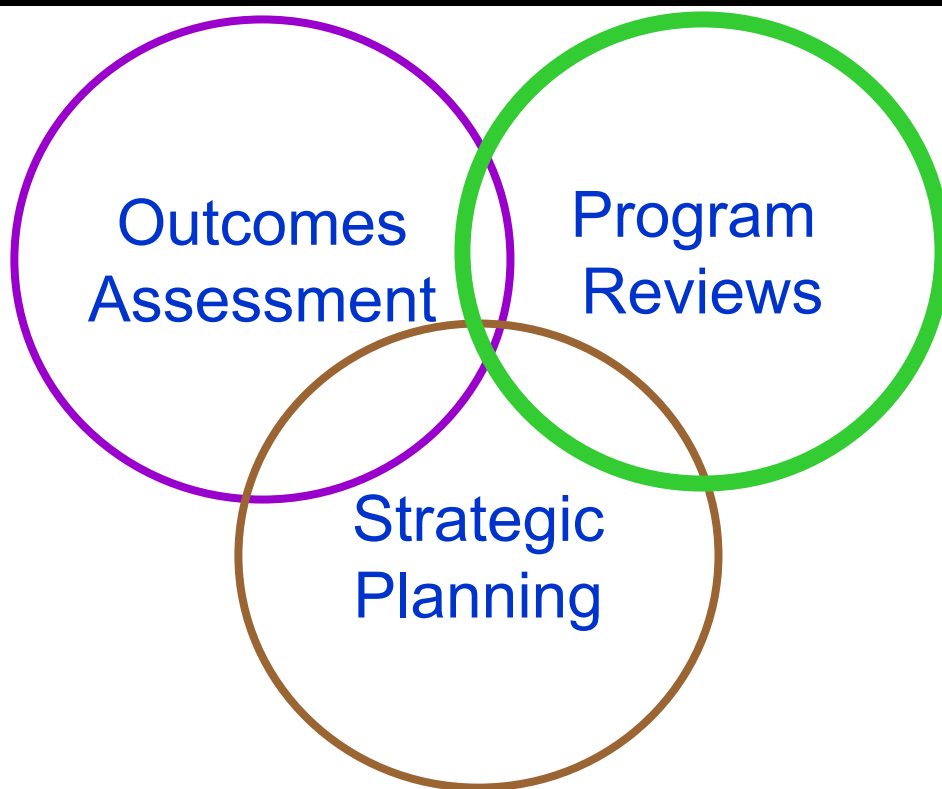 Outcomes
Assessment
Program
Reviews
Strategic
Planning